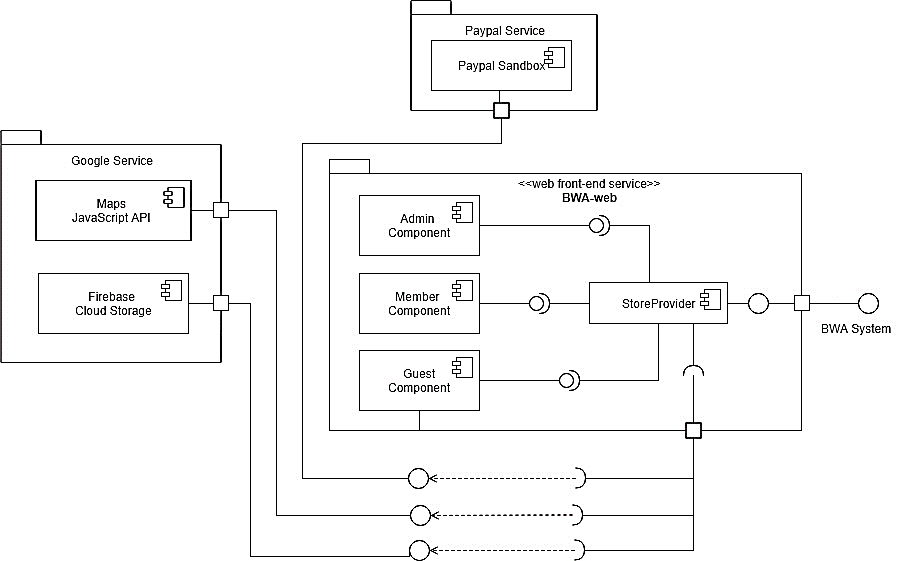 Paypal Service
Paypal Sandbox
Google Service
Maps
JavaScript API
Firebase
Cloud Storage
<<web front-end service>>
BWA-web
Admin
Component
Member
Component
Guest
Component
StoreProvider
BWA System